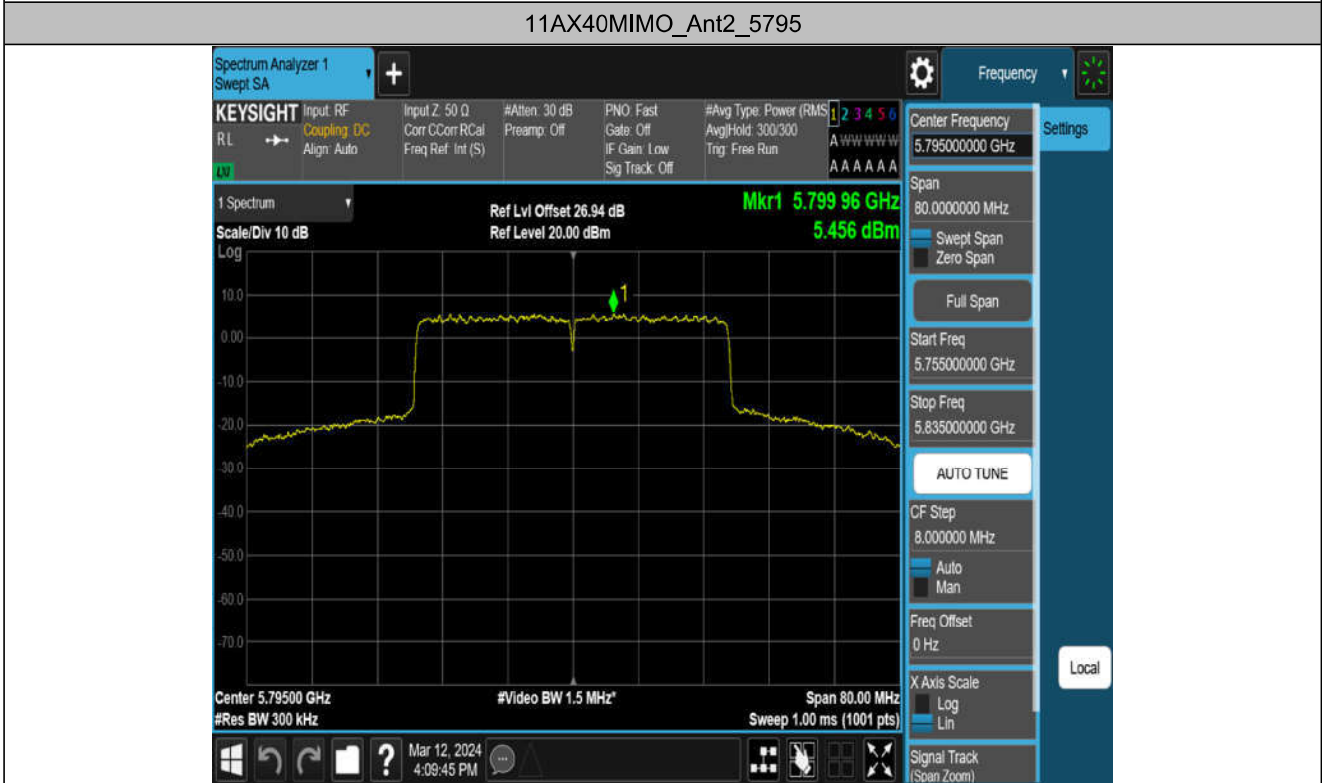 11AX40MIMO_Ant2_5795
Spectrum Analyzer 1
Swept SA
Frequency
KEYSIGHT
RL
LXI
Input: RF
Coupling: DC
Align: Auto
Input Z: 50 Ω
Corr CCorr RCal
Freq Ref: Int (S)
#Atten: 30 dB
Preamp: Off
PNO: Fast
Gate: Off
IF Gain: Low
Sig Track: Off
#Avg Type: Power (RMS
Avg|Hold: 300/300
Trig: Free Run
1 2 3 4 5 6
A W W W W W
A A A A A A
1 Spectrum
Scale/Div 10 dB
Log
Ref Lvl Offset 26.94 dB
Ref Level 20.00 dBm
Mkr1 5.799 96 GHz
5.456 dBm
10.0
0.00
-10.0
-20.0
-30.0
-40.0
-50.0
-60.0
-70.0
1
Center 5.79500 GHz
#Res BW 300 kHz
#Video BW 1.5 MHz*
Span 80.00 MHz
Sweep 1.00 ms (1001 pts)
Mar 12, 2024
4:09:45 PM
Center Frequency
5.795000000 GHz
Settings
Span
80.0000000 MHz
Swept Span
Zero Span
Full Span
Start Freq
5.755000000 GHz
Stop Freq
5.835000000 GHz
AUTO TUNE
CF Step
8.000000 MHz
Auto
Man
Freq Offset
0 Hz
X Axis Scale
Log
Lin
Local
Signal Track
(Span Zoom)